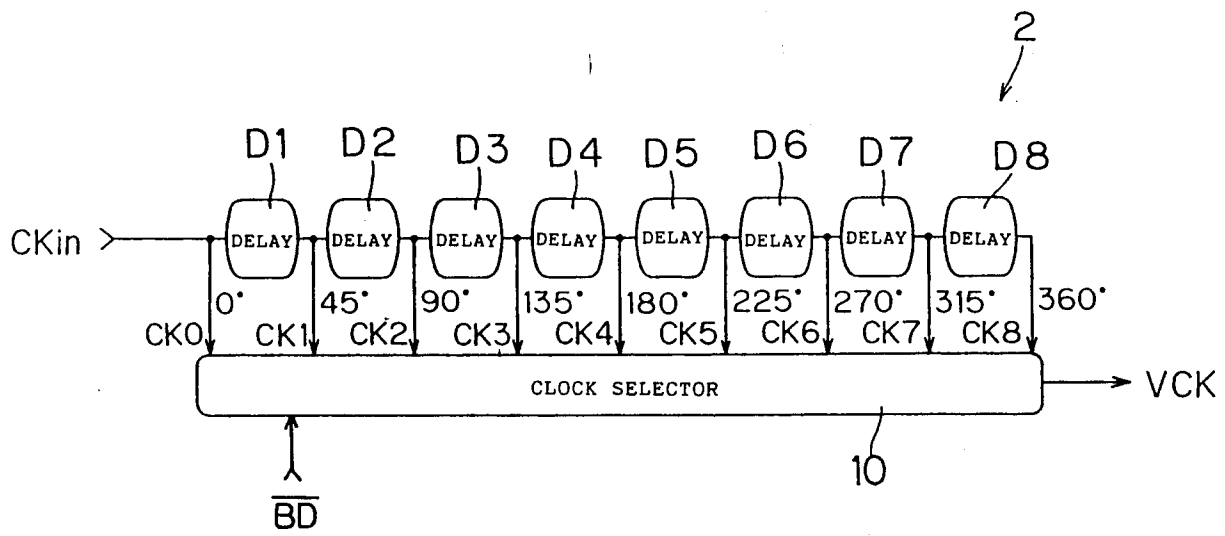 2
D1 D2 D3 D4 D5 D6 D7 D8
CKin DELAY DELAY DELAY DELAY DELAY DELAY DELAY DELAY
0° 45° 90° 135° 180° 225° 270° 315° 360°
CK0 CK1 CK2 CK3 CK4 CK5 CK6 CK7 CK8
CLOCK SELECTOR VCK
10
B̅D̅